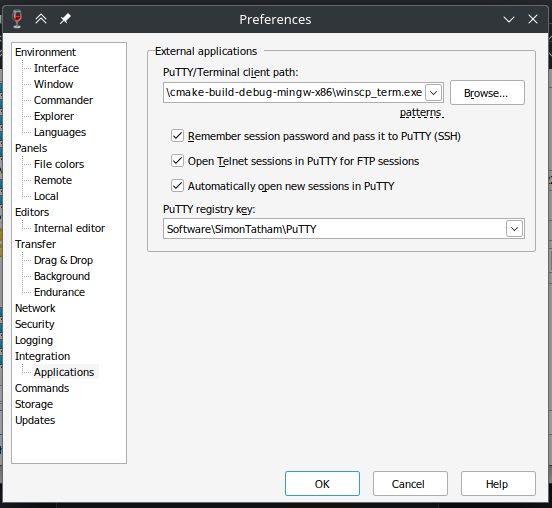 Preferences
Environment
Interface
Window
Commander
Explorer
Languages
Panels
File colors
Remote
Local
Editors
Internal editor
Transfer
Drag & Drop
Background
Endurance
Network
Security
Logging
Integration
Applications
Commands
Storage
Updates
External applications
PuTTY/Terminal client path:
\cmake-build-debug-mingw-x86\winscp_term.exe
Browse...
patterns
Remember session password and pass it to PuTTY (SSH)
Open Telnet sessions in PuTTY for FTP sessions
Automatically open new sessions in PuTTY
PuTTY registry key:
Software\SimonTatham\PuTTY
OK
Cancel
Help